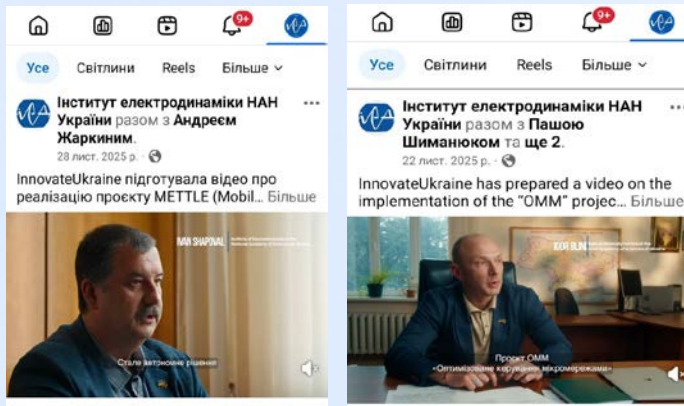 9+
Усе Світлини Reels Більше
Інститут електродинаміки НАН
України разом з Андреєм
Жаркиним.
28 лист. 2025 р.
InnovateUkraine підготувала відео про
реалізацію проєкту METTLE (Mobil... Більше
IVAN SHAPOVAL
Стале автономне рішення
9+
Усе Світлини Reels Більше
Інститут електродинаміки НАН
України разом з Пашою
Шиманюком та ще 2.
22 лист. 2025 р.
InnovateUkraine has prepared a video on the
implementation of the “OMM” projec... Більше
IGOR BLINOV
Проєкт ОММ
«Оптимізоване керування мікромережами»